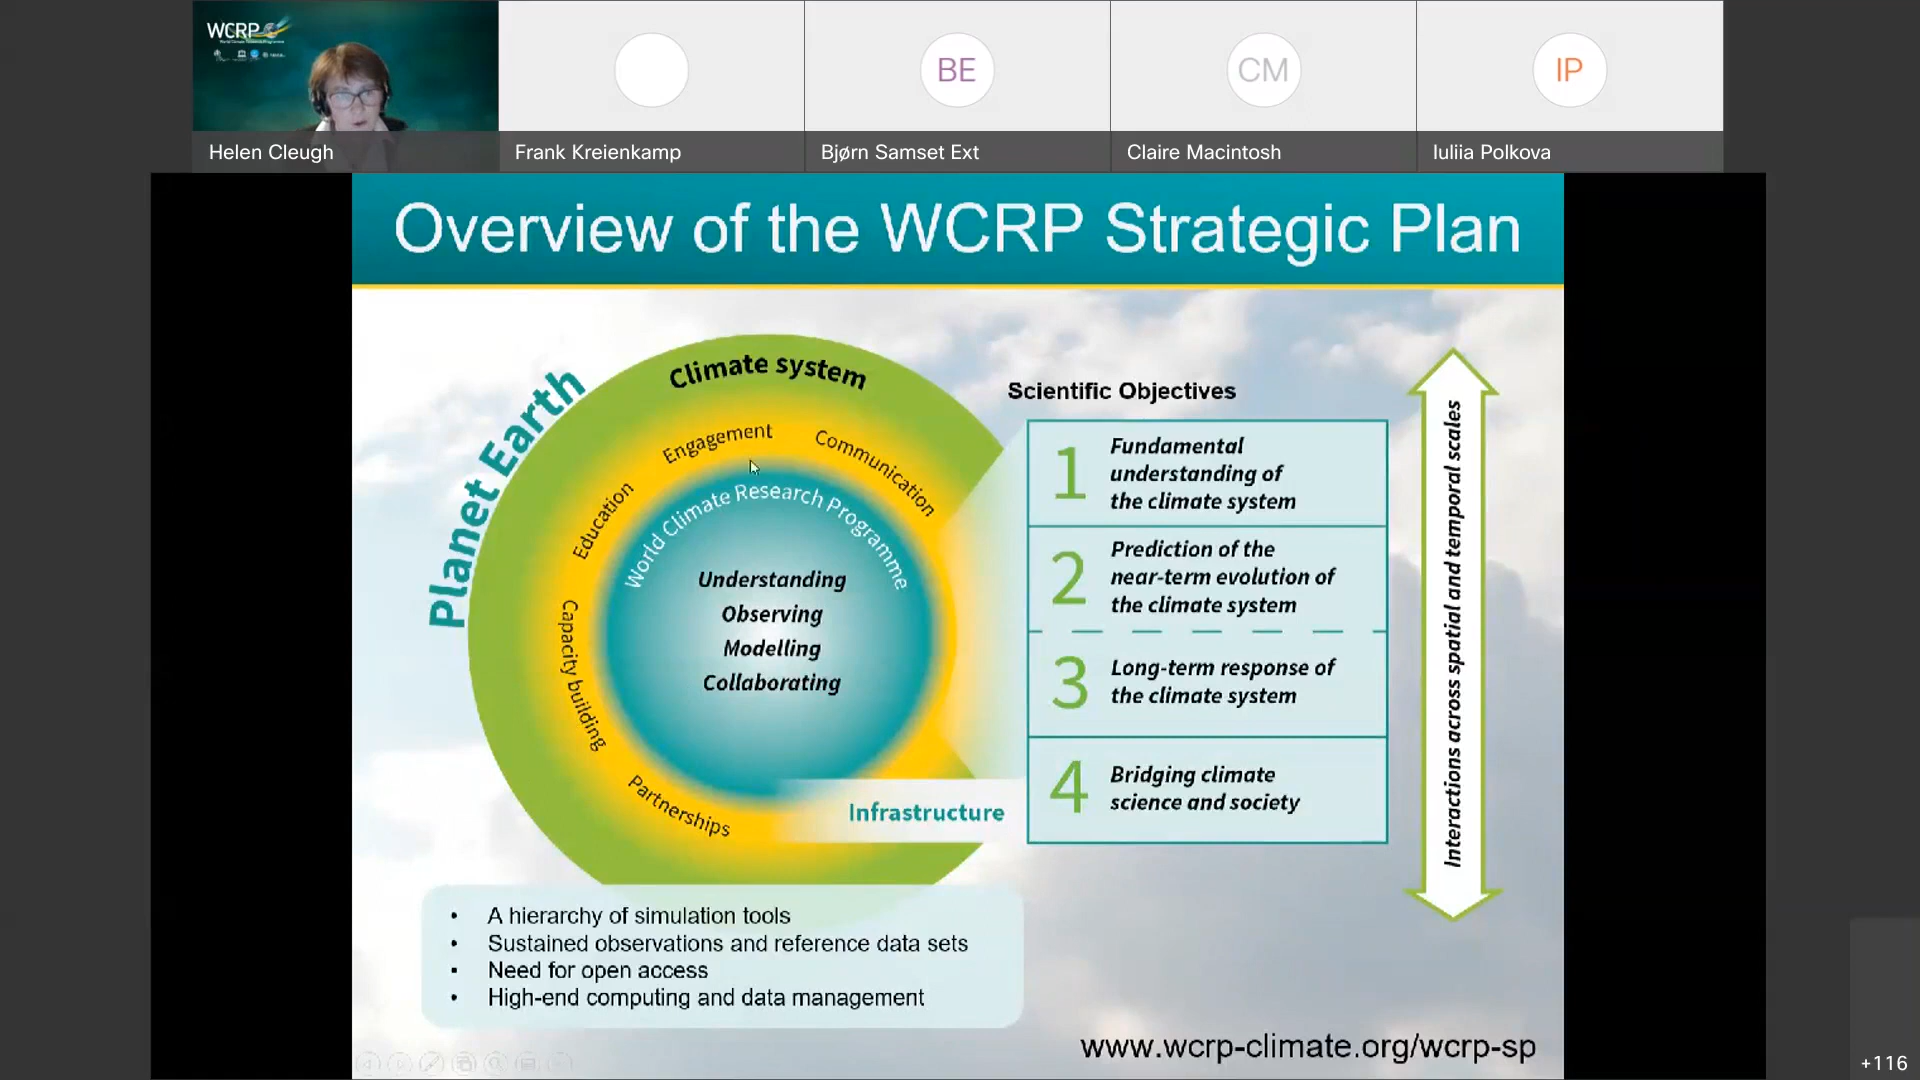 WCRP
BE
CM
IP
Helen Cleugh
Frank Kreienkamp
Bjørn Samset Ext
Claire Macintosh
Iuliia Polkova
Overview of the WCRP Strategic Plan
Planet Earth
Climate system
Engagement
Communication
Education
Capacity building
Partnerships
World Climate Research Programme
Understanding
Observing
Modelling
Collaborating
Infrastructure
Scientific Objectives
1
Fundamental
understanding of
the climate system
2
Prediction of the
near-term evolution of
the climate system
3
Long-term response of
the climate system
4
Bridging climate
science and society
Interactions across spatial and temporal scales
• A hierarchy of simulation tools
• Sustained observations and reference data sets
• Need for open access
• High-end computing and data management
www.wcrp-climate.org/wcrp-sp
+116